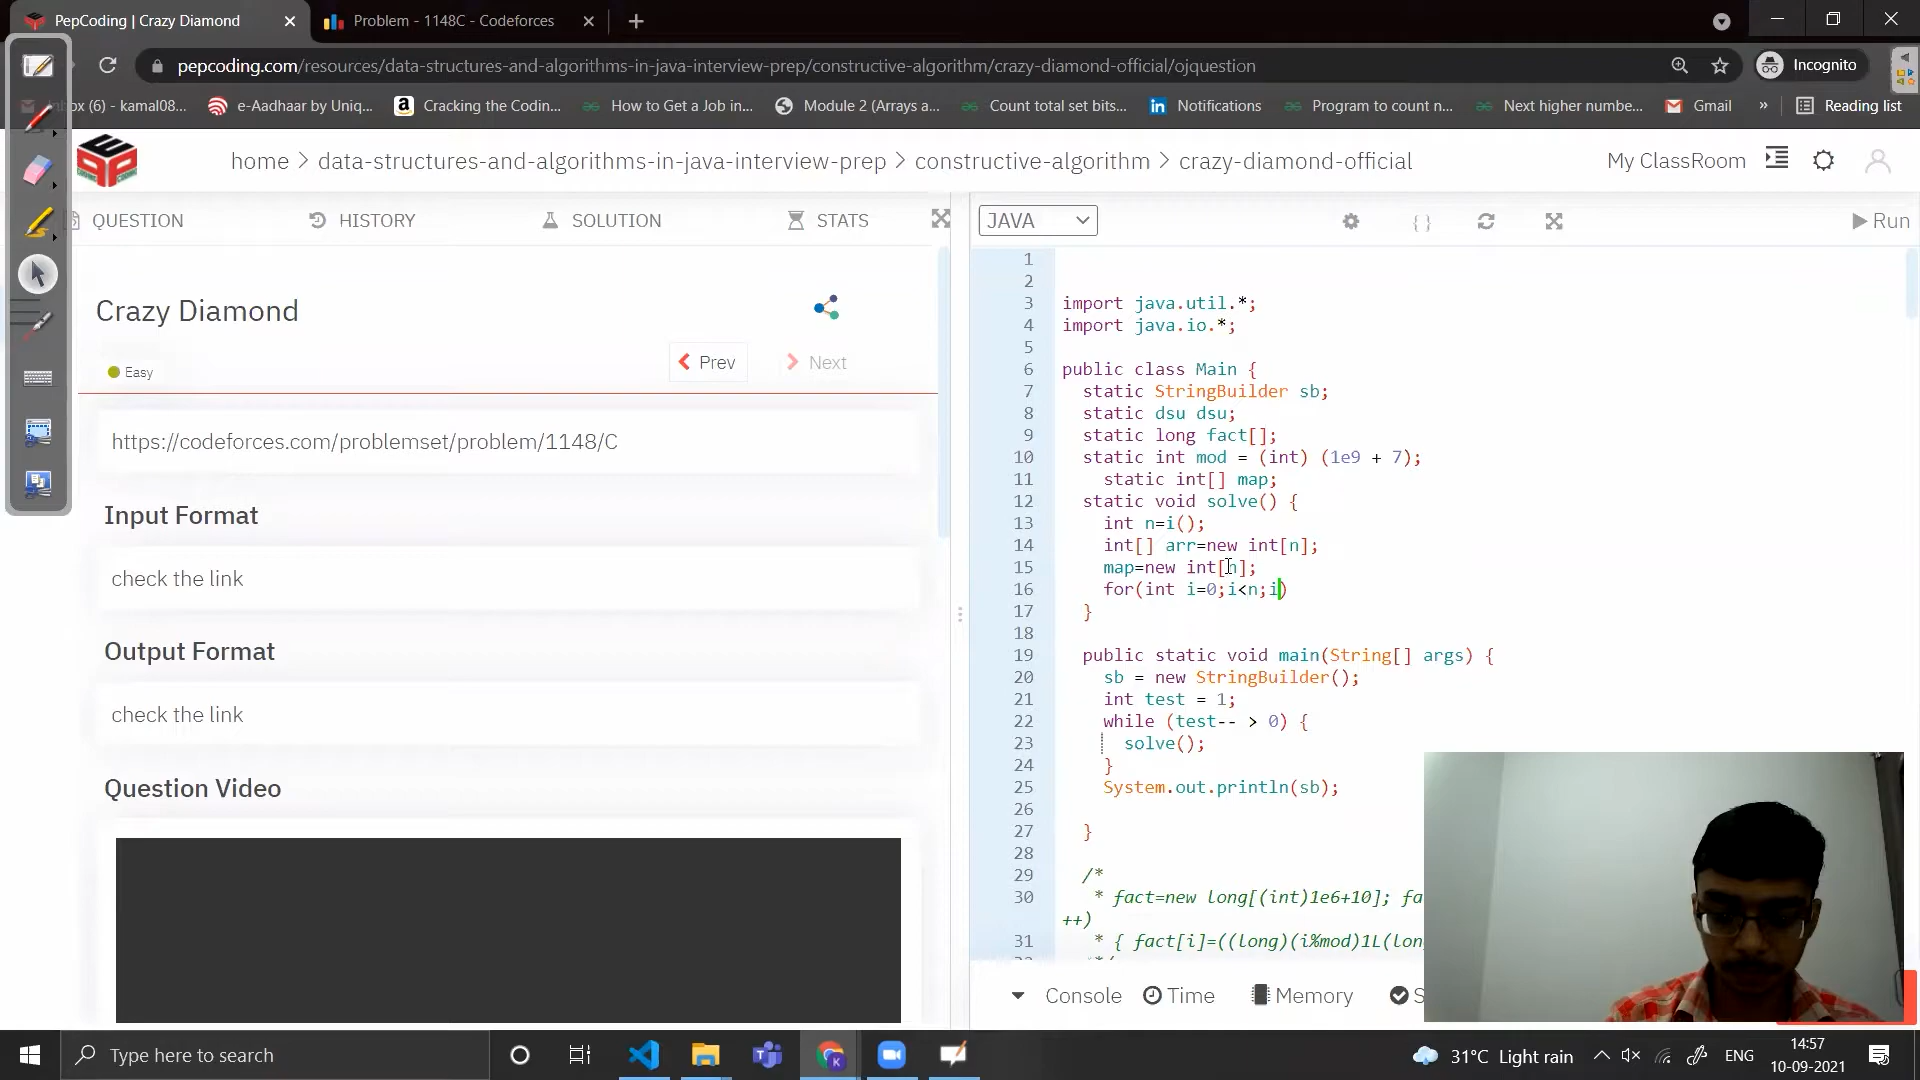 PepCoding | Crazy Diamond
Problem - 1148C - Codeforces
pepcoding.com/resources/data-structures-and-algorithms-in-java-interview-prep/constructive-algorithm/crazy-diamond-official/ojquestion
Incognito
box (6) - kamal08...
e-Aadhaar by Uniq...
Cracking the Codin...
How to Get a Job in...
Module 2 (Arrays a...
Count total set bits...
Notifications
Program to count n...
Next higher numbe...
Gmail
»
Reading list
home > data-structures-and-algorithms-in-java-interview-prep > constructive-algorithm > crazy-diamond-official
My ClassRoom
QUESTION
HISTORY
SOLUTION
STATS
JAVA
Run
Crazy Diamond
Easy
Prev
Next
https://codeforces.com/problemset/problem/1148/C
Input Format
check the link
Output Format
check the link
Question Video
1
2
3 import java.util.*;
4 import java.io.*;
5
6 public class Main {
7 static StringBuilder sb;
8 static dsu dsu;
9 static long fact[];
10 static int mod = (int) (1e9 + 7);
11 static int[] map;
12 static void solve() {
13 int n=i();
14 int[] arr=new int[n];
15 map=new int[n];
16 for(int i=0;i<n;i)
17 }
18
19 public static void main(String[] args) {
20 sb = new StringBuilder();
21 int test = 1;
22 while (test-- > 0) {
23 solve();
24 }
25 System.out.println(sb);
26
27 }
28
29 /*
30 * fact=new long[(int)1e6+10]; fa
++)
31 * { fact[i]=((long)(i%mod)1L(lon
Console
Time
Memory
S
Type here to search
31°C Light rain
ENG
14:57
10-09-2021